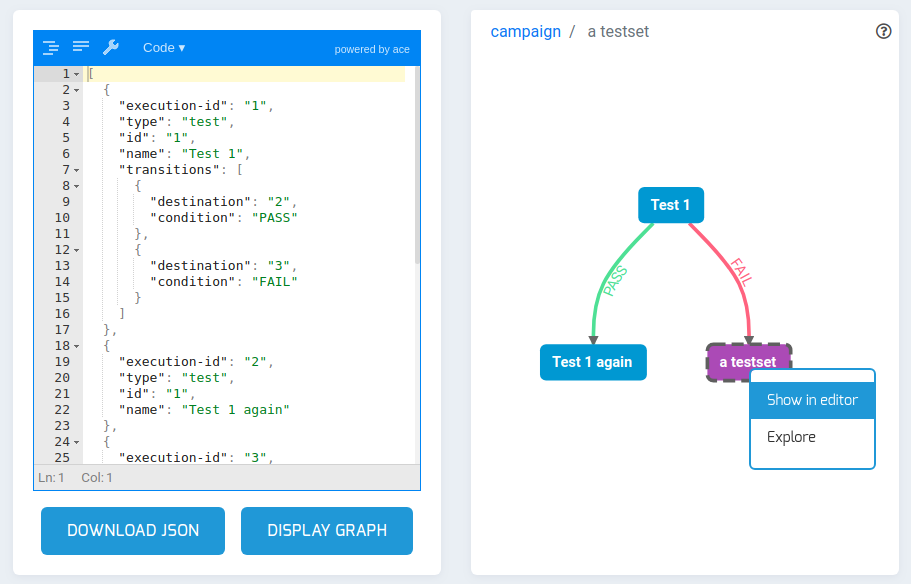 Code ▾
powered by ace
1 [
2 {
3 "execution-id": "1",
4 "type": "test",
5 "id": "1",
6 "name": "Test 1",
7 "transitions": [
8 {
9 "destination": "2",
10 "condition": "PASS"
11 },
12 {
13 "destination": "3",
14 "condition": "FAIL"
15 }
16 ]
17 },
18 {
19 "execution-id": "2",
20 "type": "test",
21 "id": "1",
22 "name": "Test 1 again"
23 },
24 {
25 "execution-id": "3",
Ln: 1 Col: 1
DOWNLOAD JSON
DISPLAY GRAPH
campaign / a testset
?
Test 1
PASS
FAIL
Test 1 again
a testset
Show in editor
Explore